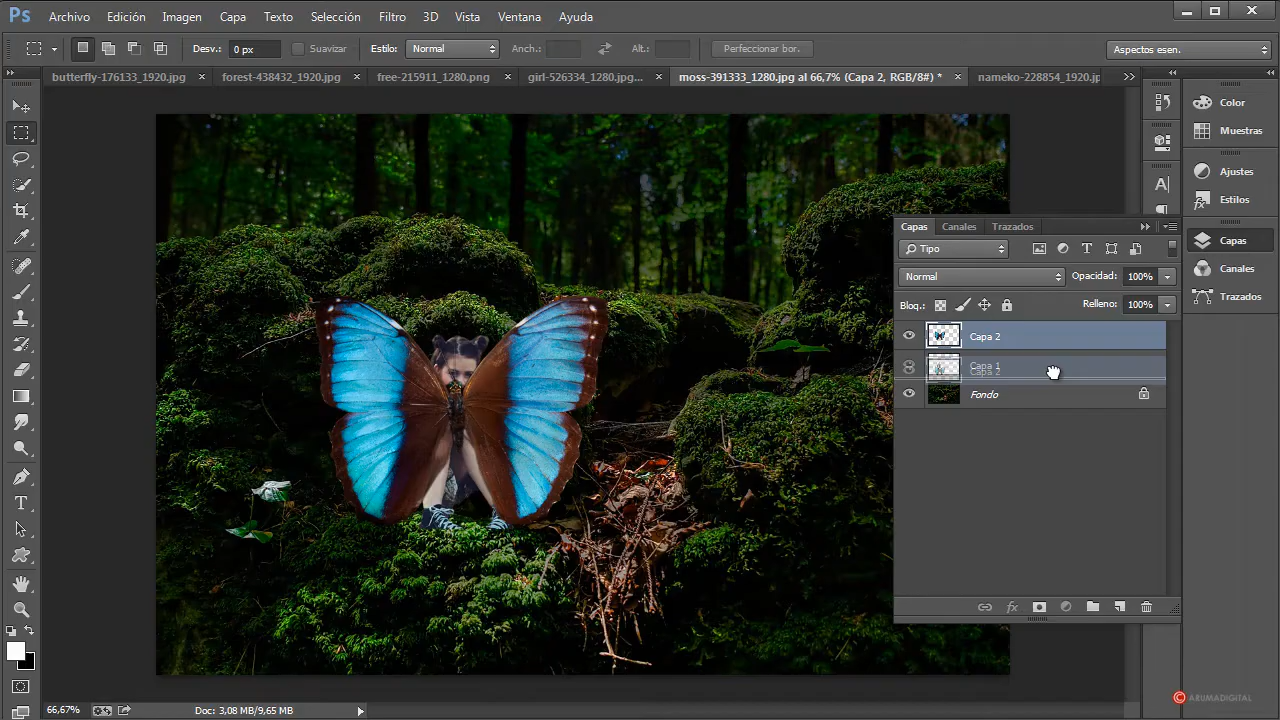 Ps Archivo Edición Imagen Capa Texto Selección Filtro 3D Vista Ventana Ayuda
Desv.: 0 px Suavizar Estilo: Normal Anch.: Alt.: Perfeccionar bor. Aspectos esen.
butterfly-176133_1920.jpg × forest-438432_1920.jpg × free-215911_1280.png × girl-526334_1280.jpg... × moss-391333_1280.jpg al 66,7% (Capa 2, RGB/8#) * × nameko-228854_1920.jp
Color
Muestras
Ajustes
Estilos
Capas
Canales
Trazados
Capas Canales Trazados
Tipo
Normal Opacidad: 100%
Bloq.: Relleno: 100%
Capa 2
Capa 1
Capa 2
Fondo
fx
66,67% Doc: 3,08 MB/9,65 MB
© ARUMADIGITAL